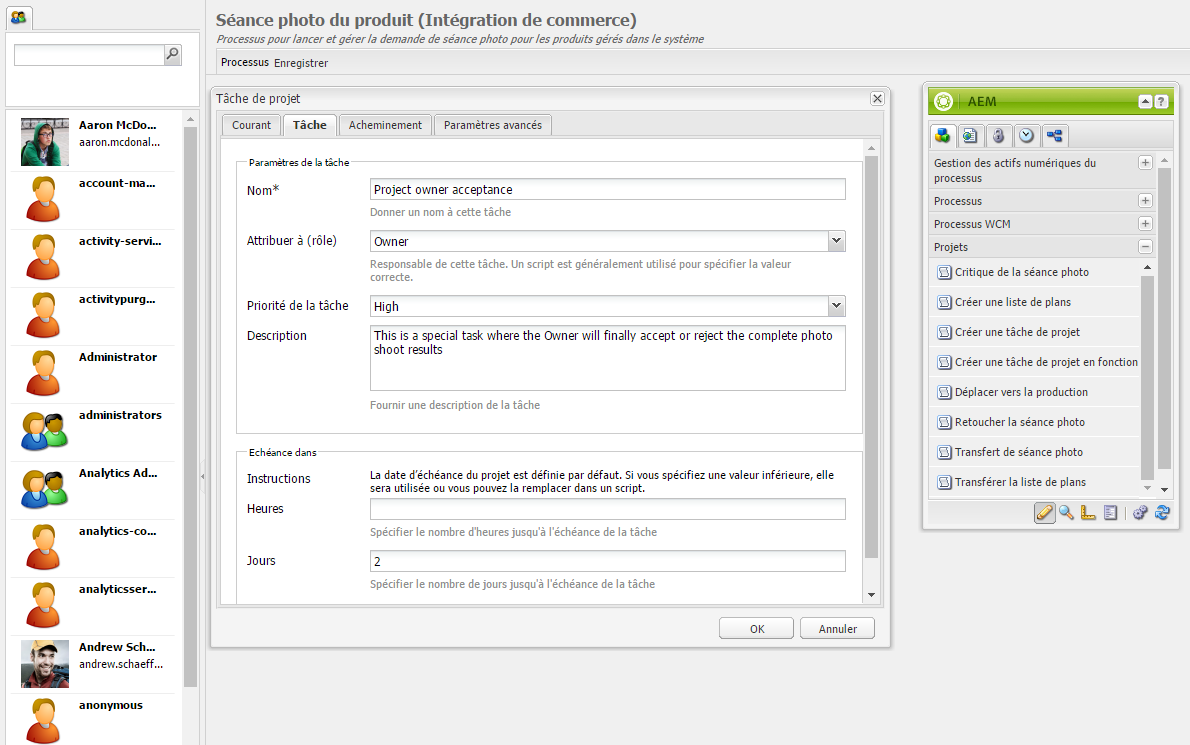 Séance photo du produit (Intégration de commerce)
Processus pour lancer et gérer la demande de séance photo pour les produits gérés dans le système
Processus Enregistrer
Aaron McDo...
aaron.mcdonal...
account-ma...
activity-servi...
activitypurg...
Administrator
administrators
Analytics Ad...
analytics-co...
analyticsser...
Andrew Sch...
andrew.schaeff...
anonymous
Tâche de projet
Courant Tâche Acheminement Paramètres avancés
Paramètres de la tâche
Nom* Project owner acceptance
Donner un nom à cette tâche
Attribuer à (rôle) Owner
Responsable de cette tâche. Un script est généralement utilisé pour spécifier la valeur
correcte.
Priorité de la tâche High
Description This is a special task where the Owner will finally accept or reject the complete photo
shoot results
Fournir une description de la tâche
Echéance dans
Instructions La date d'échéance du projet est définie par défaut. Si vous spécifiez une valeur inférieure, elle
sera utilisée ou vous pouvez la remplacer dans un script.
Heures
Spécifier le nombre d'heures jusqu'à l'échéance de la tâche
Jours 2
Spécifier le nombre de jours jusqu'à l'échéance de la tâche
OK Annuler
AEM ?
Gestion des actifs numériques du
processus
Processus
Processus WCM
Projets
Critique de la séance photo
Créer une liste de plans
Créer une tâche de projet
Créer une tâche de projet en fonction
Déplacer vers la production
Retoucher la séance photo
Transfert de séance photo
Transférer la liste de plans